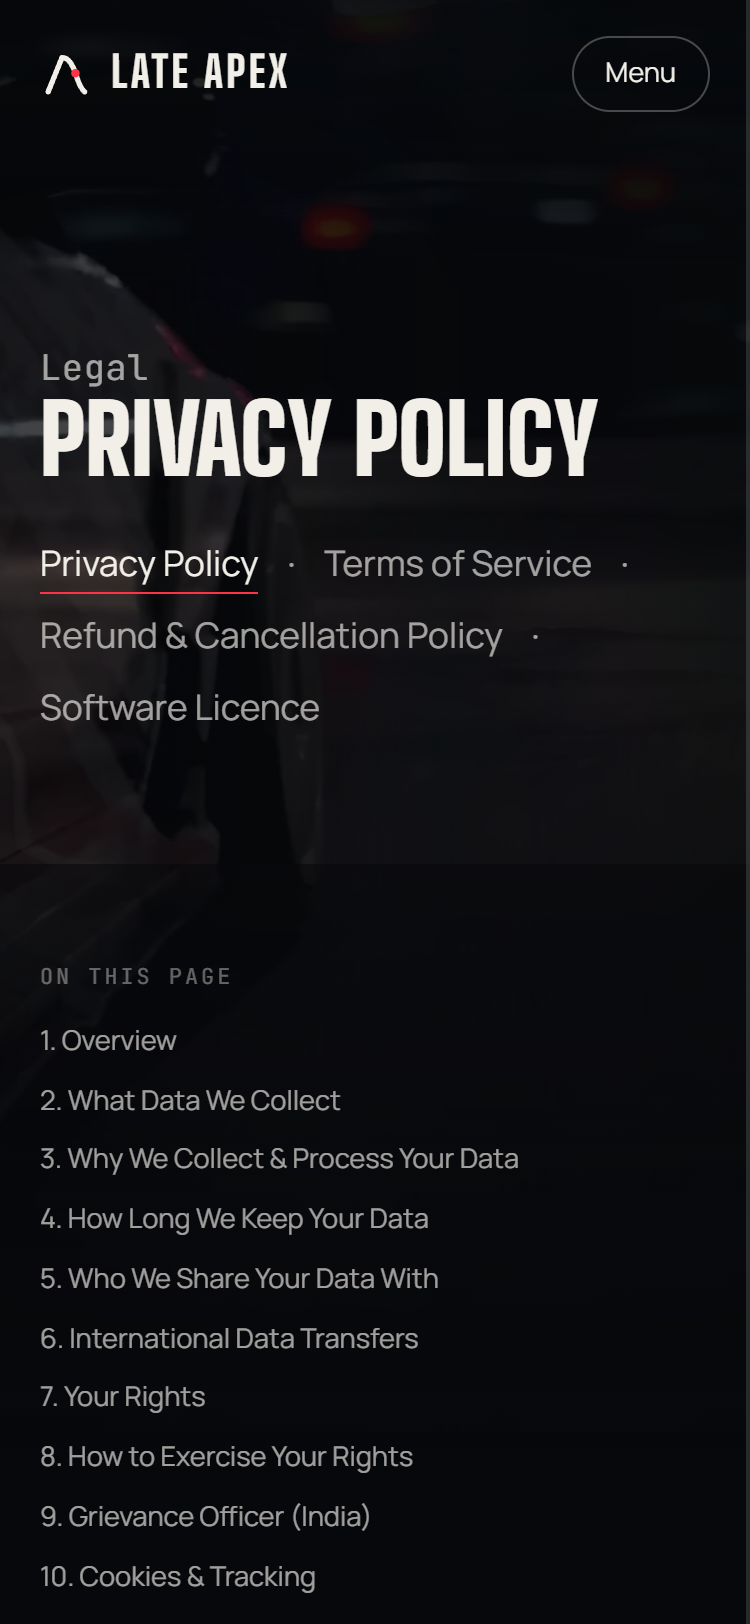 LATE APEX
Menu
Legal
PRIVACY POLICY
Privacy Policy · Terms of Service ·
Refund & Cancellation Policy ·
Software Licence
ON THIS PAGE
1. Overview
2. What Data We Collect
3. Why We Collect & Process Your Data
4. How Long We Keep Your Data
5. Who We Share Your Data With
6. International Data Transfers
7. Your Rights
8. How to Exercise Your Rights
9. Grievance Officer (India)
10. Cookies & Tracking